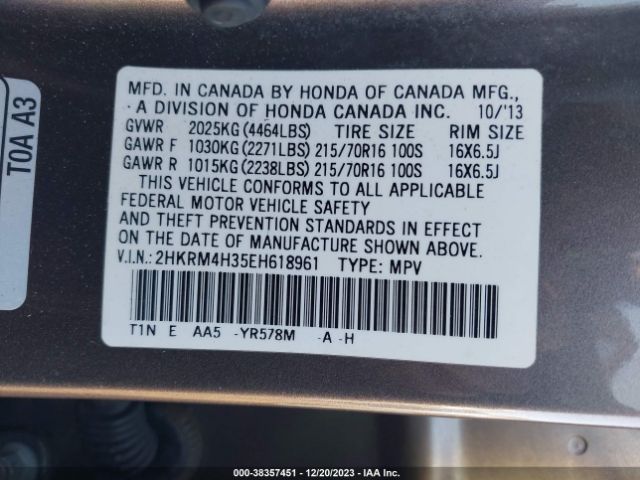 MFD. IN CANADA BY HONDA OF CANADA MFG.,
A DIVISION OF HONDA CANADA INC. 10/'13
GVWR 2025KG (4464LBS) TIRE SIZE RIM SIZE
GAWR F 1030KG (2271LBS) 215/70R16 100S 16X6.5J
GAWR R 1015KG (2238LBS) 215/70R16 100S 16X6.5J
THIS VEHICLE CONFORMS TO ALL APPLICABLE
FEDERAL MOTOR VEHICLE SAFETY
AND THEFT PREVENTION STANDARDS IN EFFECT
ON THE DATE OF MANUFACTURE SHOWN ABOVE.
V.I.N.: 2HKRM4H35EH618961 TYPE: MPV
T1N E AA5 -YR578M -A -H
TOA A3
000-38357451 - 12/20/2023 - IAA Inc.